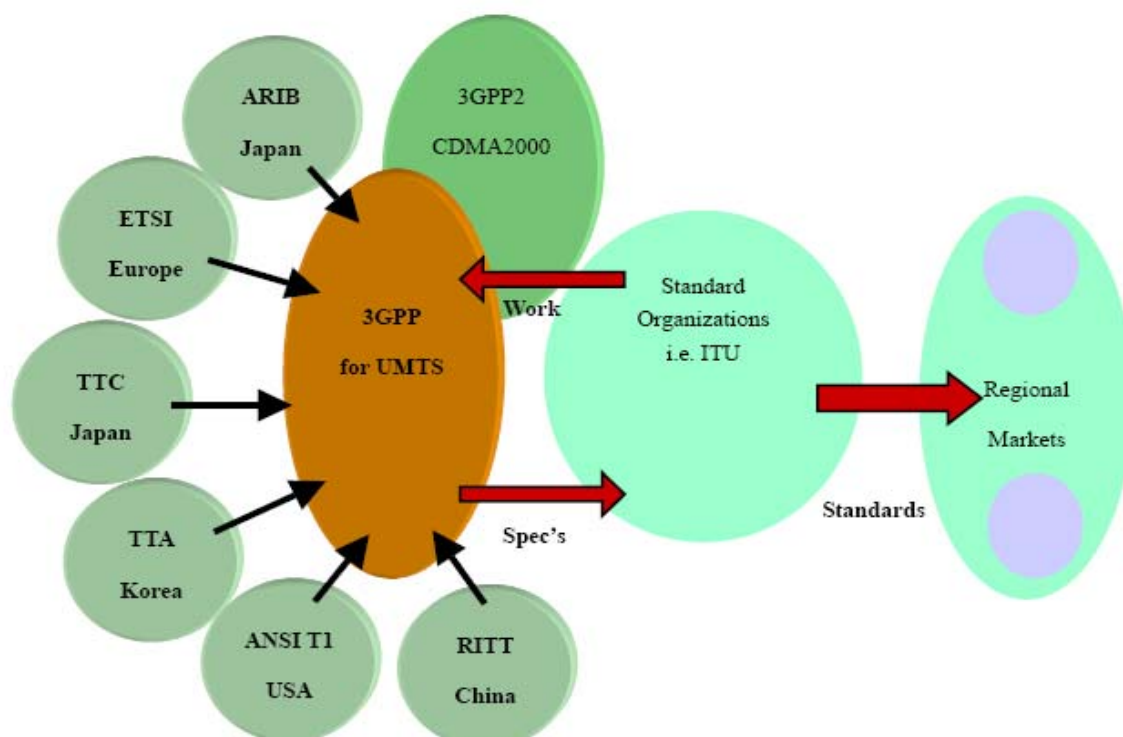 ARIB
Japan
3GPP2
CDMA2000
ETSI
Europe
3GPP
for UMTS
Work
Standard
Organizations
i.e. ITU
TTC
Japan
Regional
Markets
TTA
Korea
Spec's
Standards
ANSI T1
USA
RITT
China